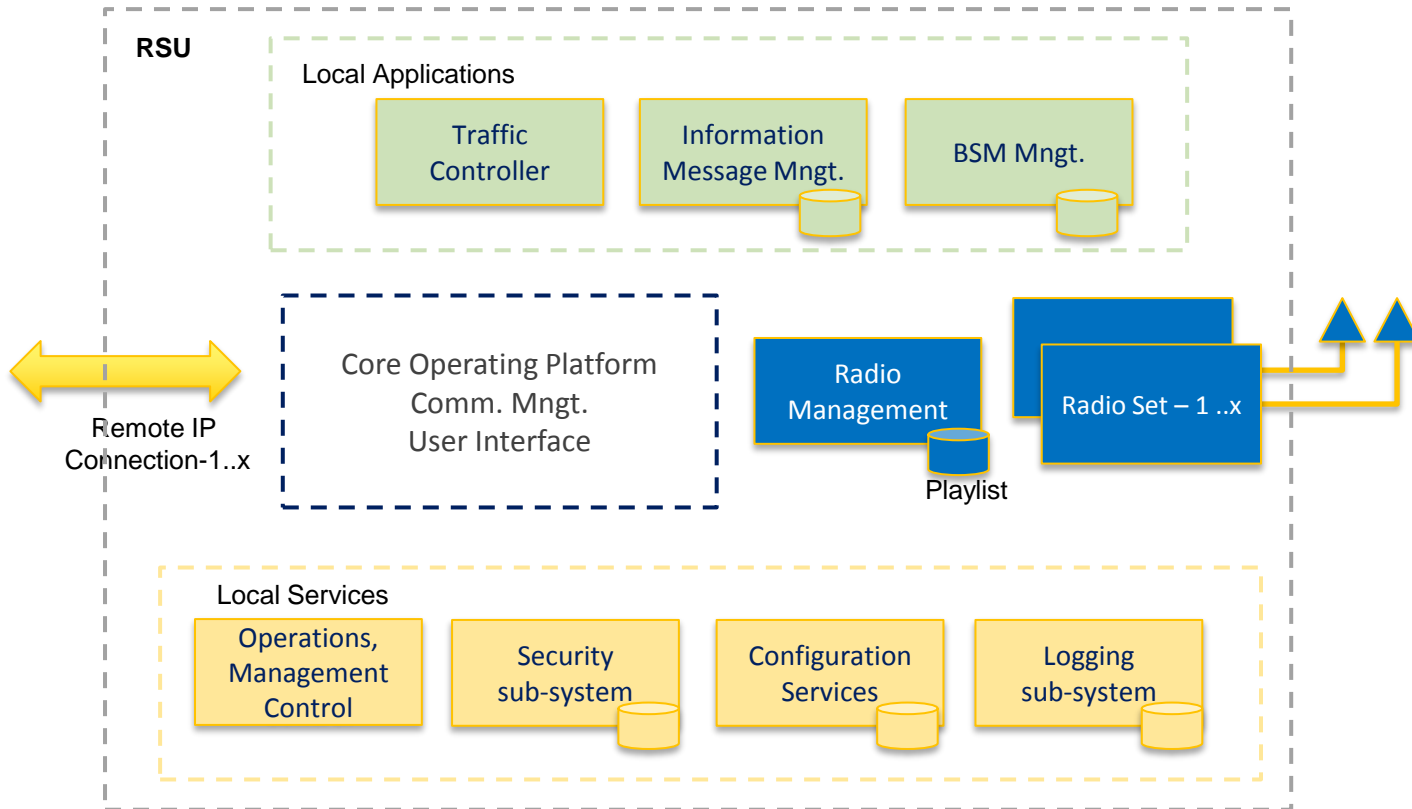 RSU
Local Applications
Traffic
Controller
Information
Message Mngt.
BSM Mngt.
Remote IP
Connection-1..x
Core Operating Platform
Comm. Mngt.
User Interface
Radio
Management
Playlist
Radio Set – 1 ..x
Local Services
Operations,
Management
Control
Security
sub-system
Configuration
Services
Logging
sub-system